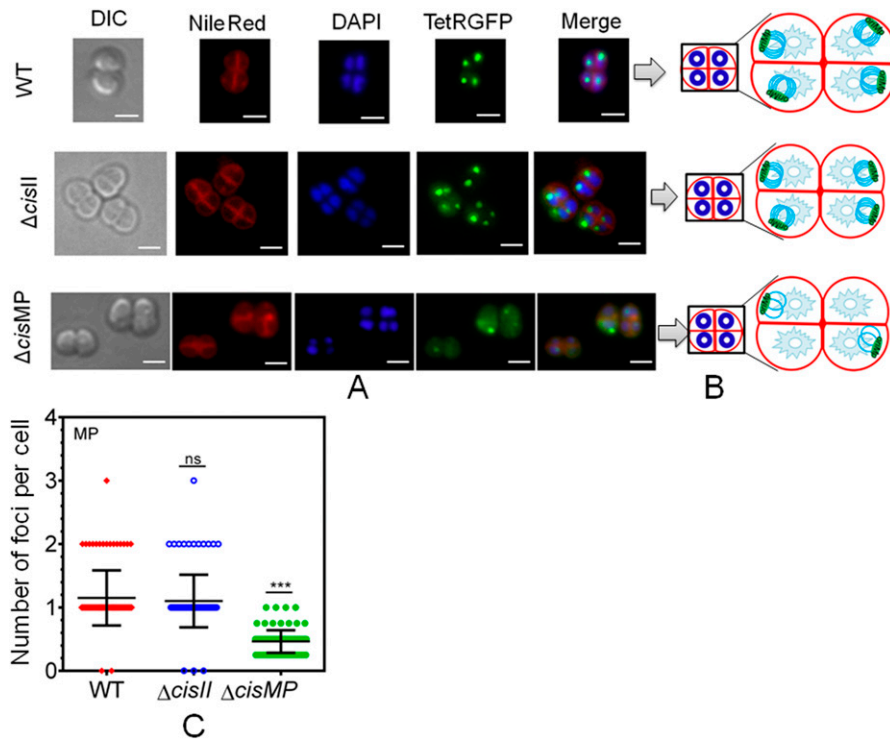 DIC Nile Red DAPI TetRGFP Merge
WT
ΔcisII
ΔcisMP
A B
4
3
2
1
0
Number of foci per cell
MP
ns
***
WT ΔcisII ΔcisMP
C